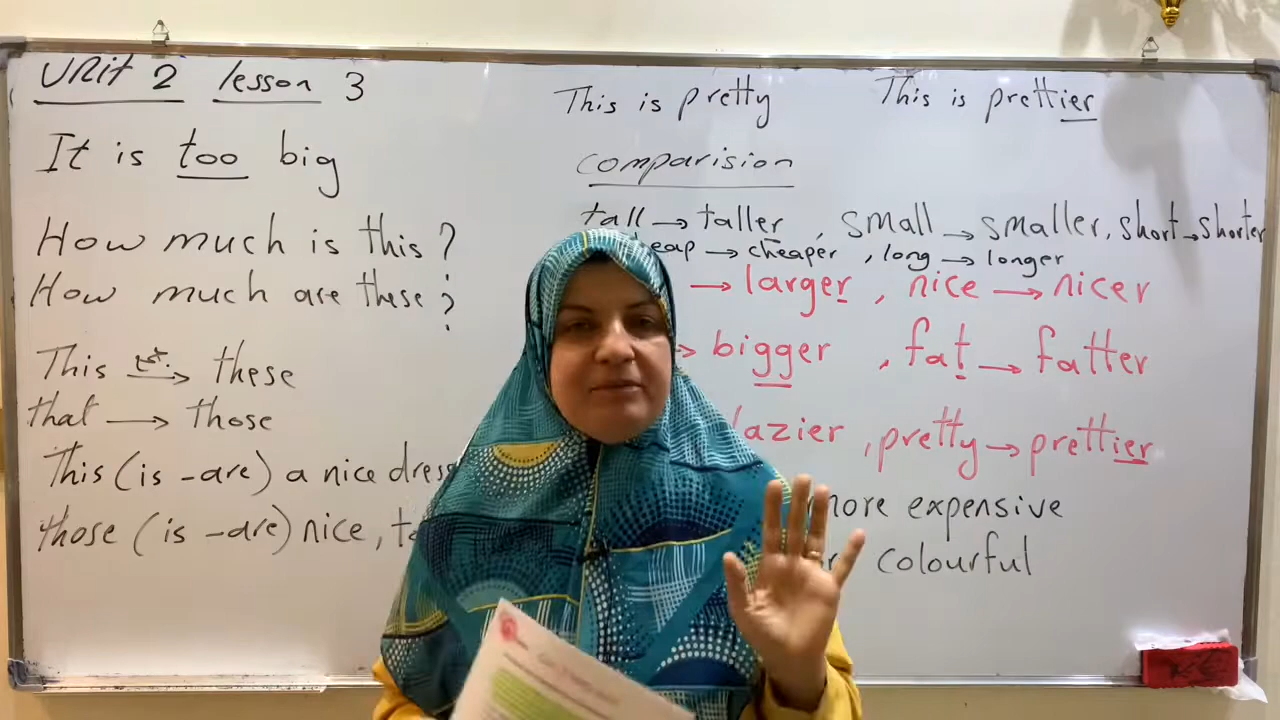 Unit 2 lesson 3
It is too big
How much is this?
How much are these?
This → these
that → those
This (is - are) a nice dress
those (is - are) nice,
This is pretty This is prettier
comparision
tall → taller, small → smaller, short → shorter
→ cheaper, long → longer
→ larger, nice → nicer
→ bigger, fat → fatter
lazier, pretty → prettier
more expensive
colourful